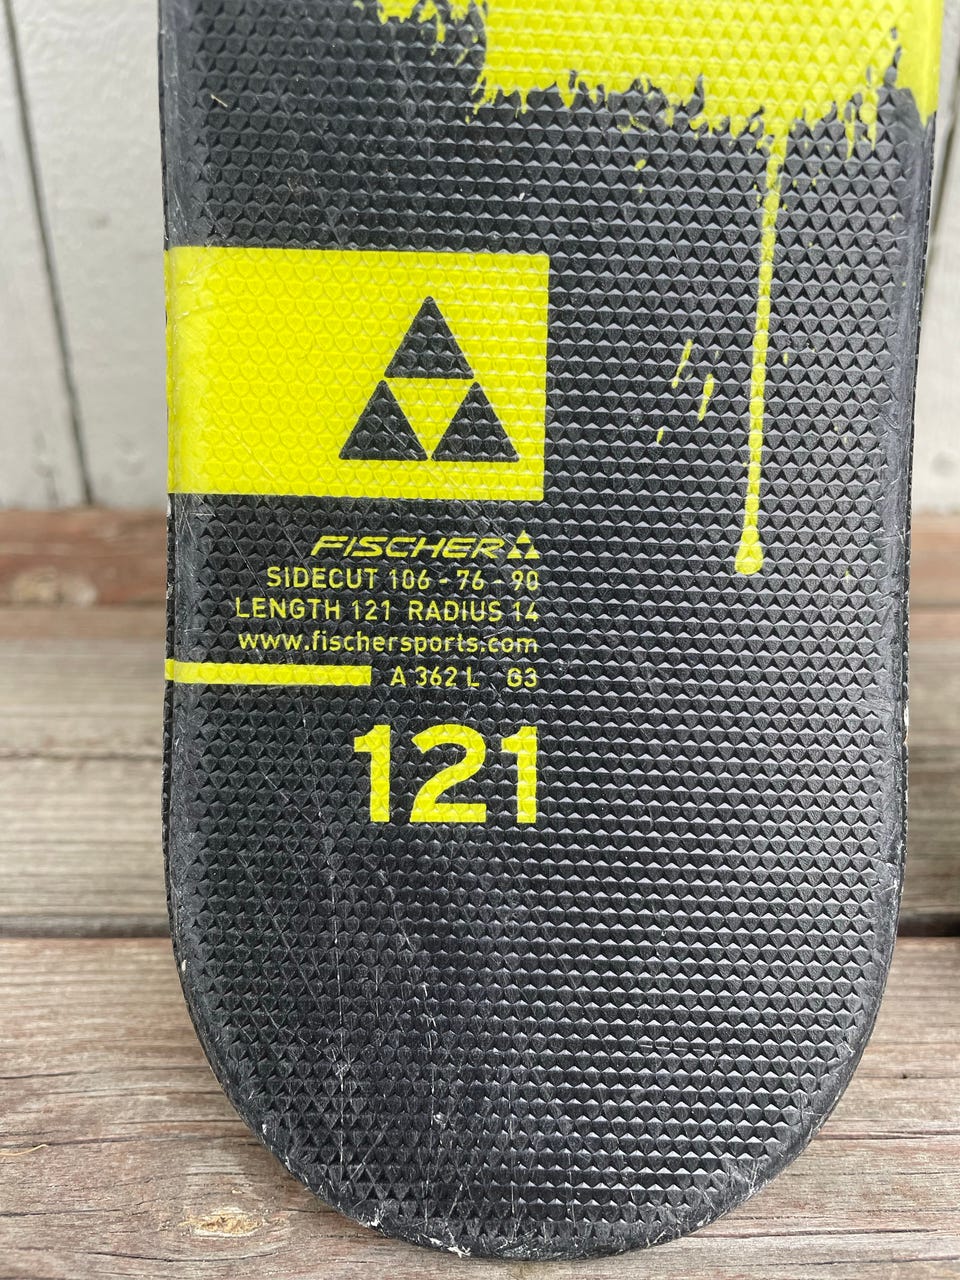 FISCHER
SIDECUT 106 - 76 - 90
LENGTH 121 RADIUS 14
www.fischersports.com
A 362 L G3
121